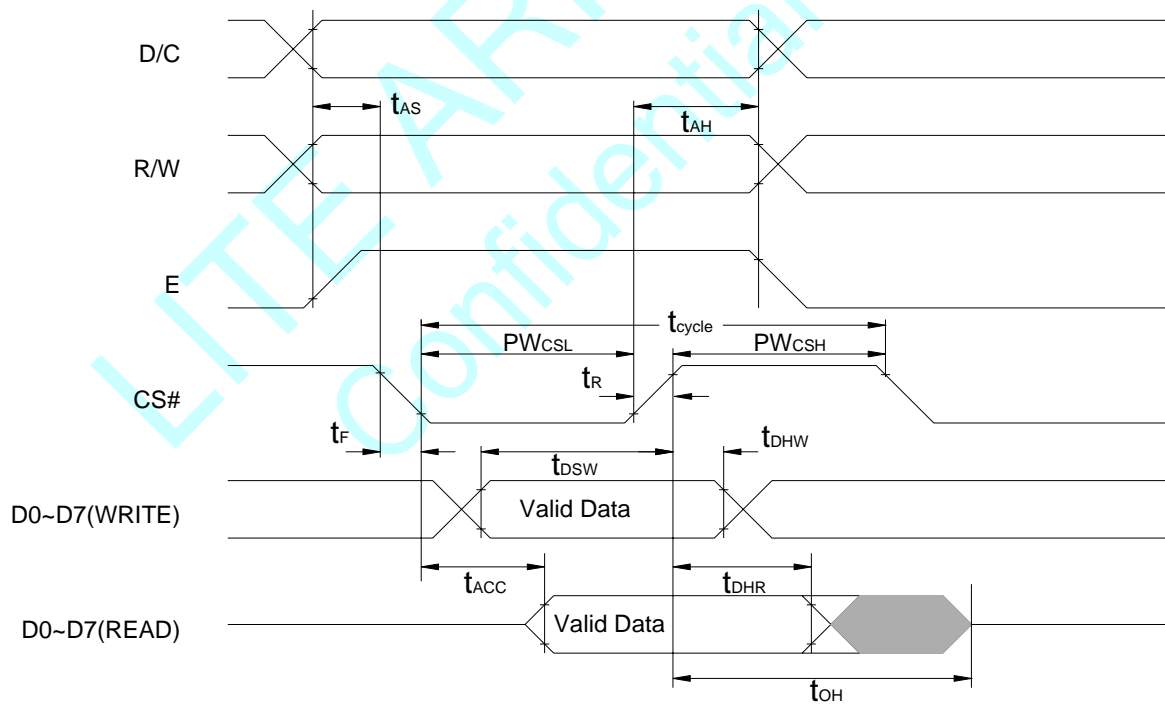 D/C
tAS
tAH
R/W
E
tcycle
PWCSL
PWCSH
tR
CS#
tF
tDHW
tDSW
Valid Data
D0~D7(WRITE)
tACC
tDHR
Valid Data
D0~D7(READ)
tOH
LITE AR
Confidential